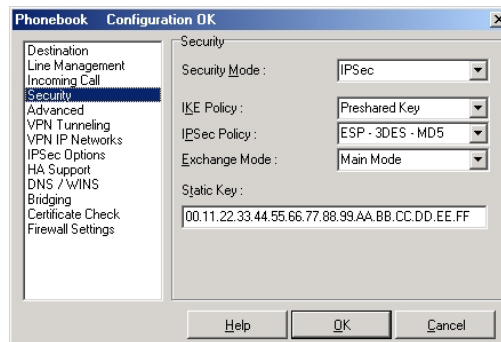 Phonebook Configuration OK
Destination
Line Management
Incoming Call
Security
Advanced
VPN Tunneling
VPN IP Networks
IPSec Options
HA Support
DNS / WINS
Bridging
Certificate Check
Firewall Settings
Security
Security Mode :
IPSec
IKE Policy :
Preshared Key
IPSec Policy :
ESP - 3DES - MD5
Exchange Mode :
Main Mode
Static Key :
00.11.22.33.44.55.66.77.88.99.AA.BB.CC.DD.EE.FF
Help
OK
Cancel